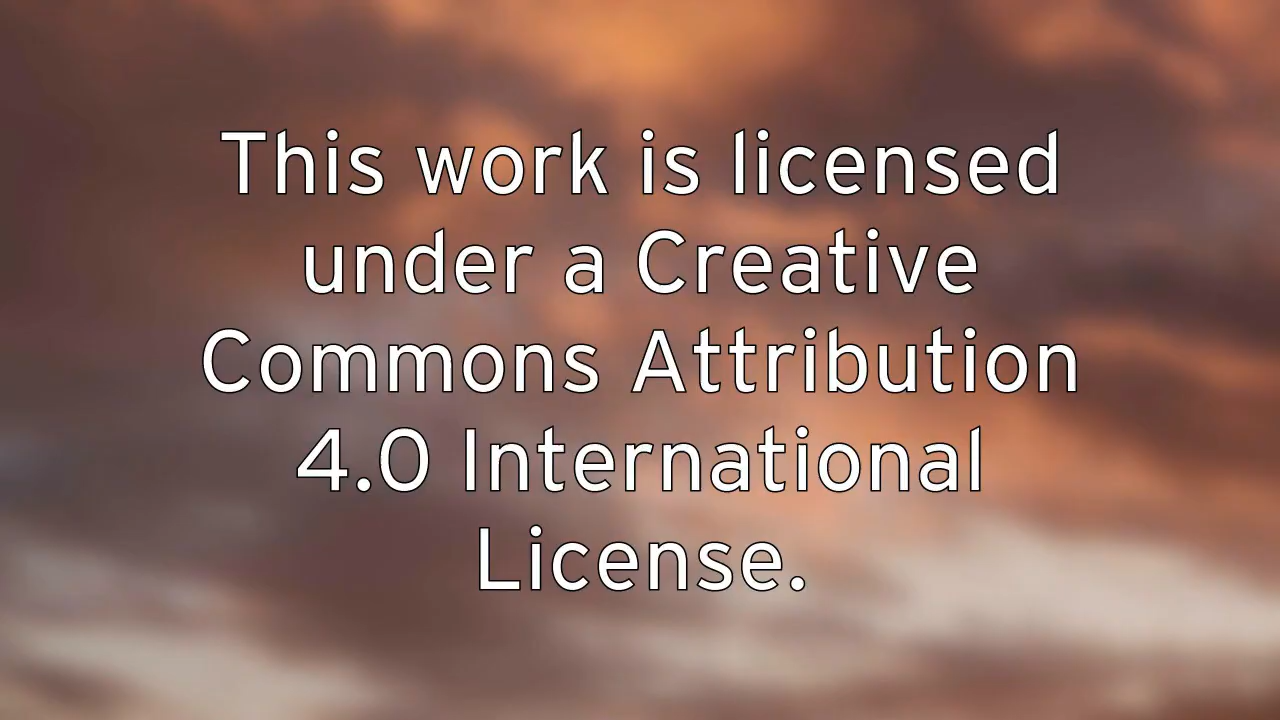 This work is licensed
under a Creative
Commons Attribution
4.0 International
License.